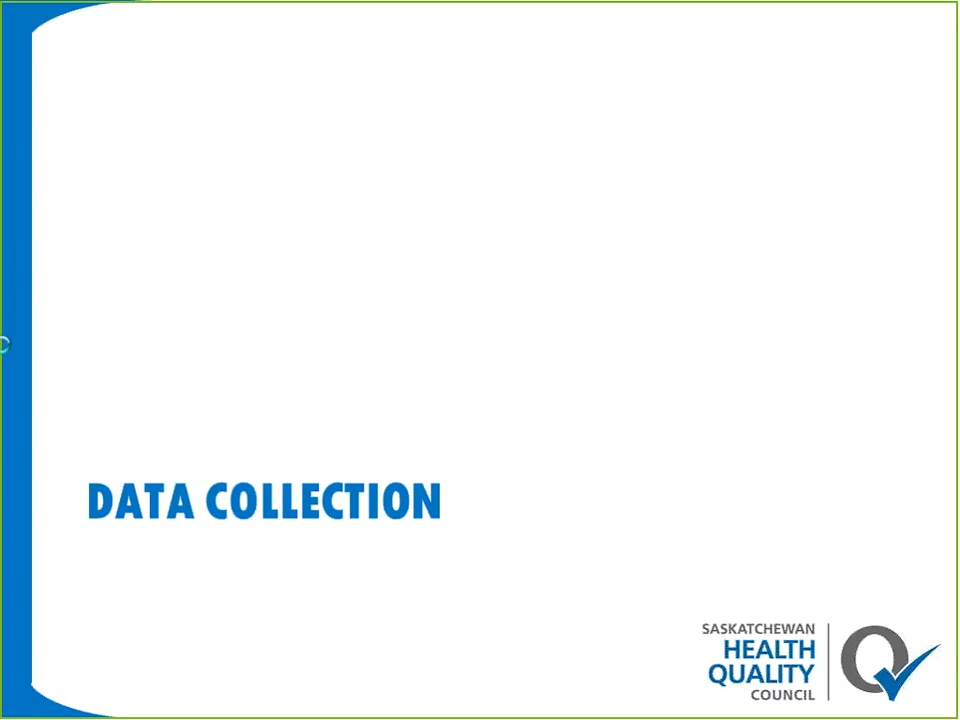 DATA COLLECTION
SASKATCHEWAN
HEALTH
QUALITY
COUNCIL